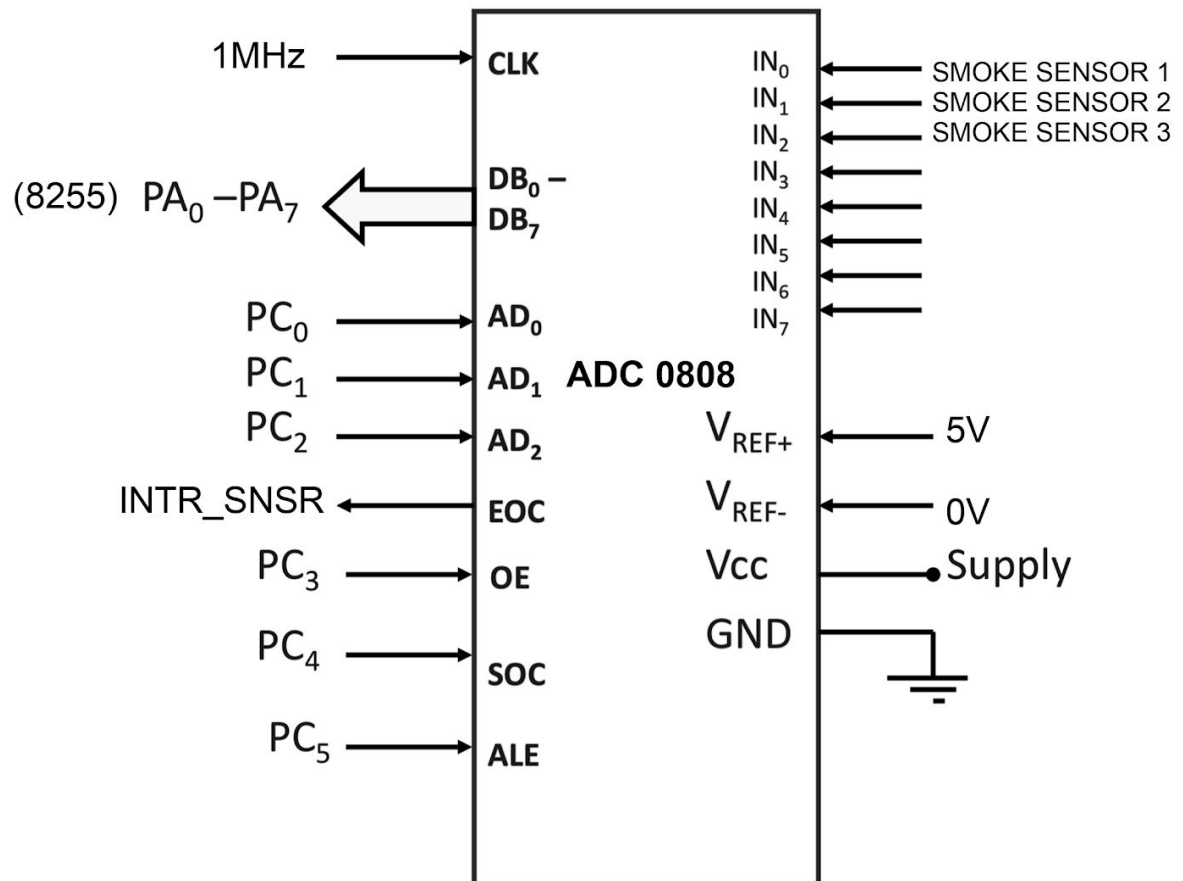 1MHz
CLK
(8255) PA0 –PA7
DB0 –
DB7
PC0
AD0
PC1
AD1
PC2
AD2
INTR_SNSR
EOC
PC3
OE
PC4
SOC
PC5
ALE
ADC 0808
IN0
SMOKE SENSOR 1
IN1
SMOKE SENSOR 2
IN2
SMOKE SENSOR 3
IN3
IN4
IN5
IN6
IN7
VREF+
5V
VREF-
0V
Vcc
Supply
GND